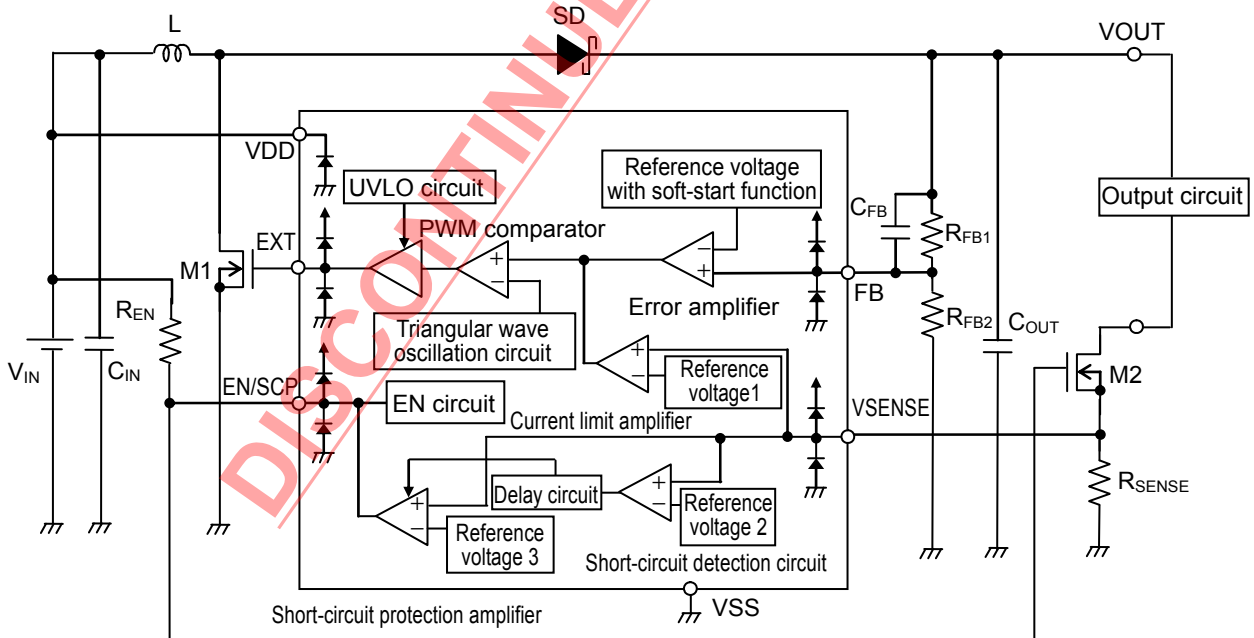 SD
L
VOUT
VDD
Reference voltage
with soft-start function
UVLO circuit
CFB
Output circuit
EXT
PWM comparator
RFB1
M1
FB
REN
Error amplifier
RFB2
Triangular wave
oscillation circuit
COUT
VIN
CIN
Reference
voltage1
M2
EN/SCP
EN circuit
VSENSE
Current limit amplifier
RSENSE
Delay circuit
Reference
voltage 2
Reference
voltage 3
Short-circuit detection circuit
VSS
Short-circuit protection amplifier